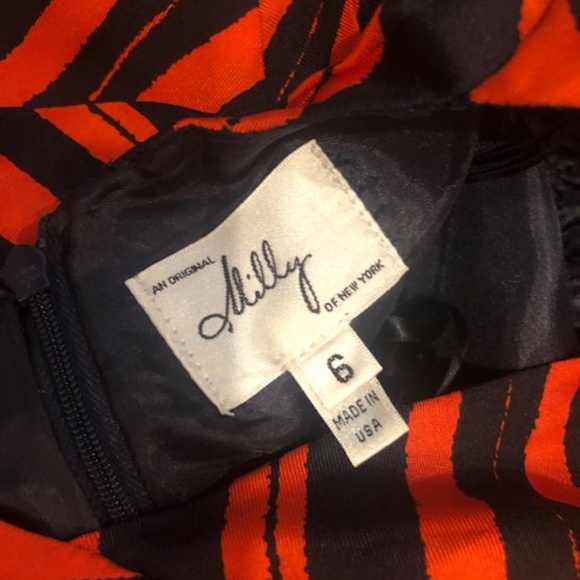 AN ORIGINAL
Milly
OF NEW YORK
6
MADE IN
USA